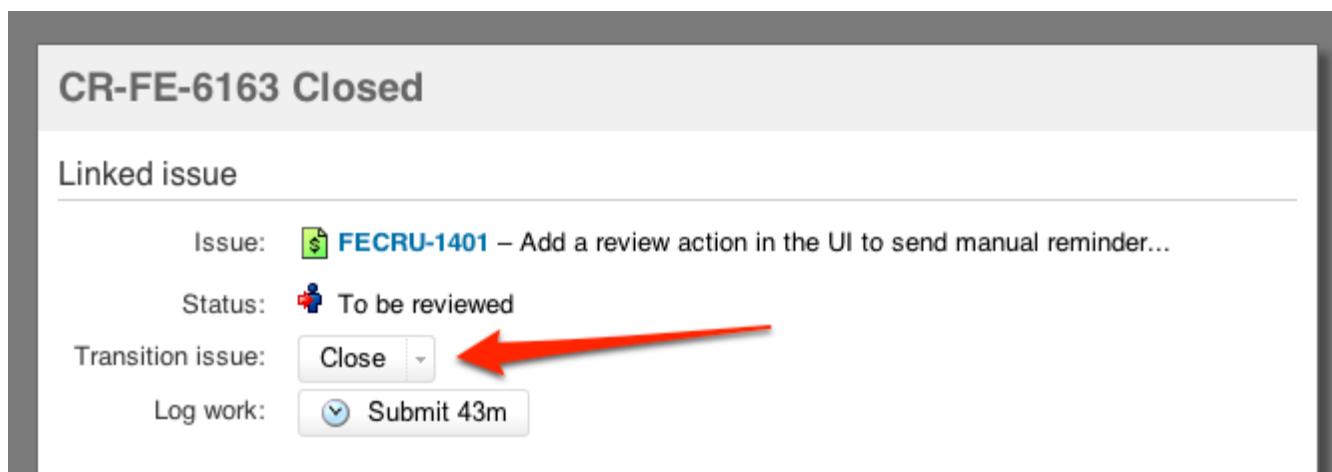 CR-FE-6163 Closed
Linked issue
Issue: FECRU-1401 – Add a review action in the UI to send manual reminder...
Status: To be reviewed
Transition issue: Close
Log work: Submit 43m